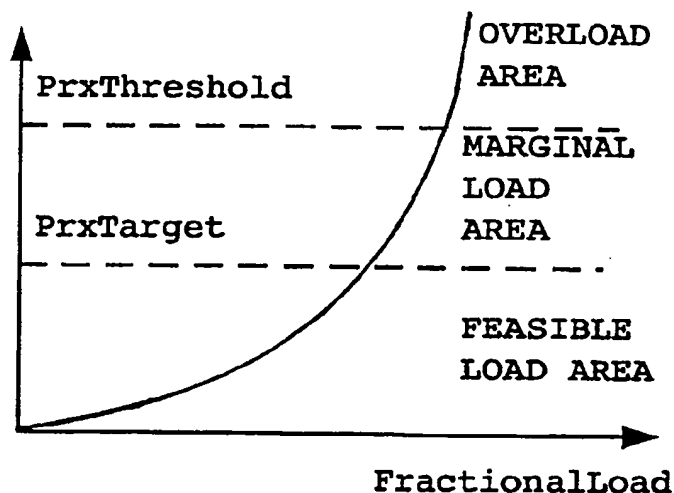 OVERLOAD
AREA
PrxThreshold
MARGINAL
LOAD
AREA
PrxTarget
FEASIBLE
LOAD AREA
FractionalLoad